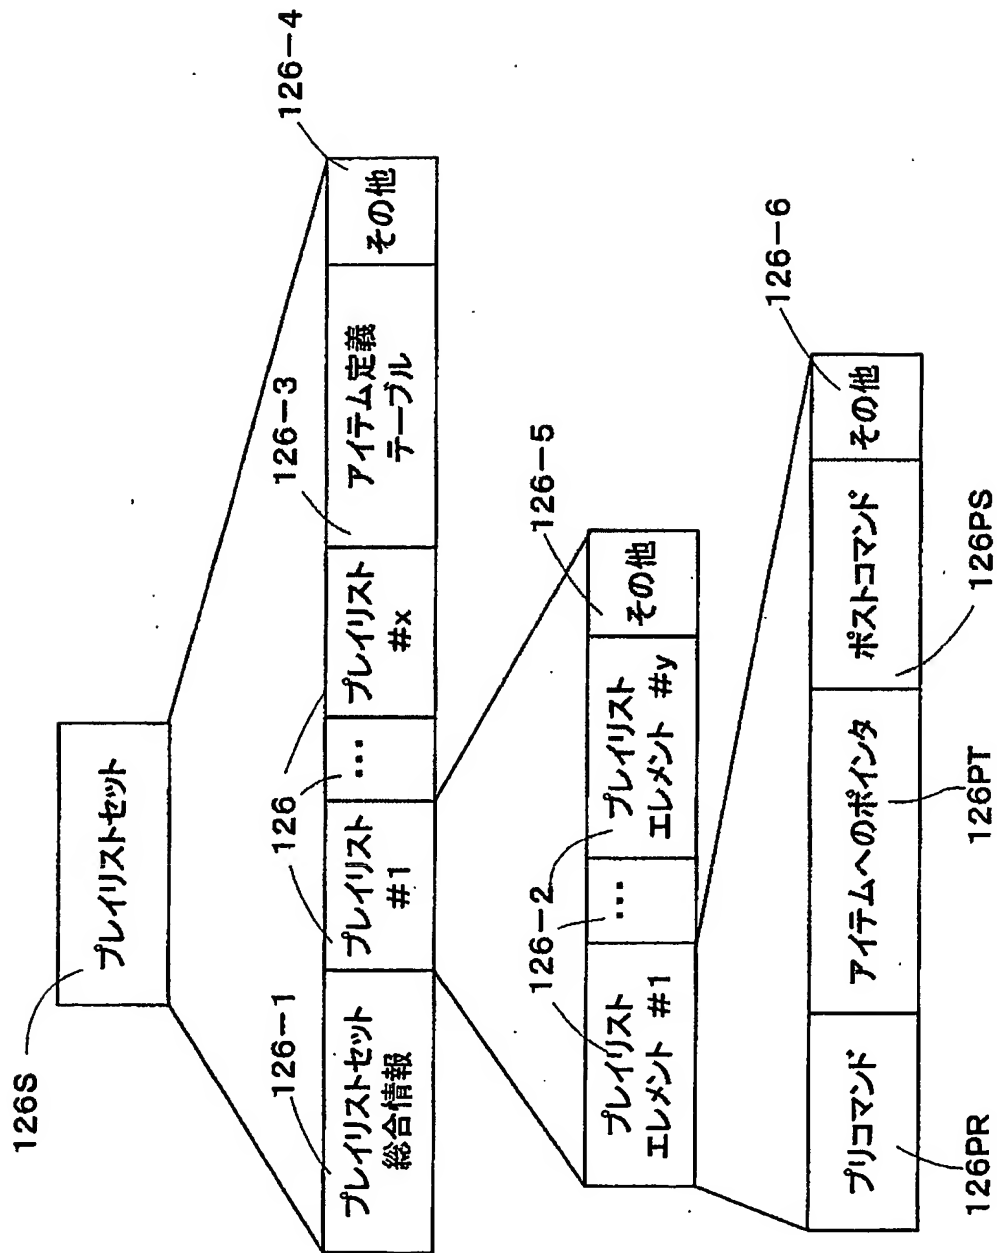 126S
プレイリストセット
126-1
126
126-3
126-4
プレイリストセット
総合情報
プレイリスト
#1
...
プレイリスト
#x
アイテム定義
テーブル
その他
126-2
126-5
プレイリスト
エレメント #1
...
プレイリスト
エレメント #y
その他
126-6
プリコマンド
アイテムへのポインタ
ポストコマンド
その他
126PR
126PT
126PS